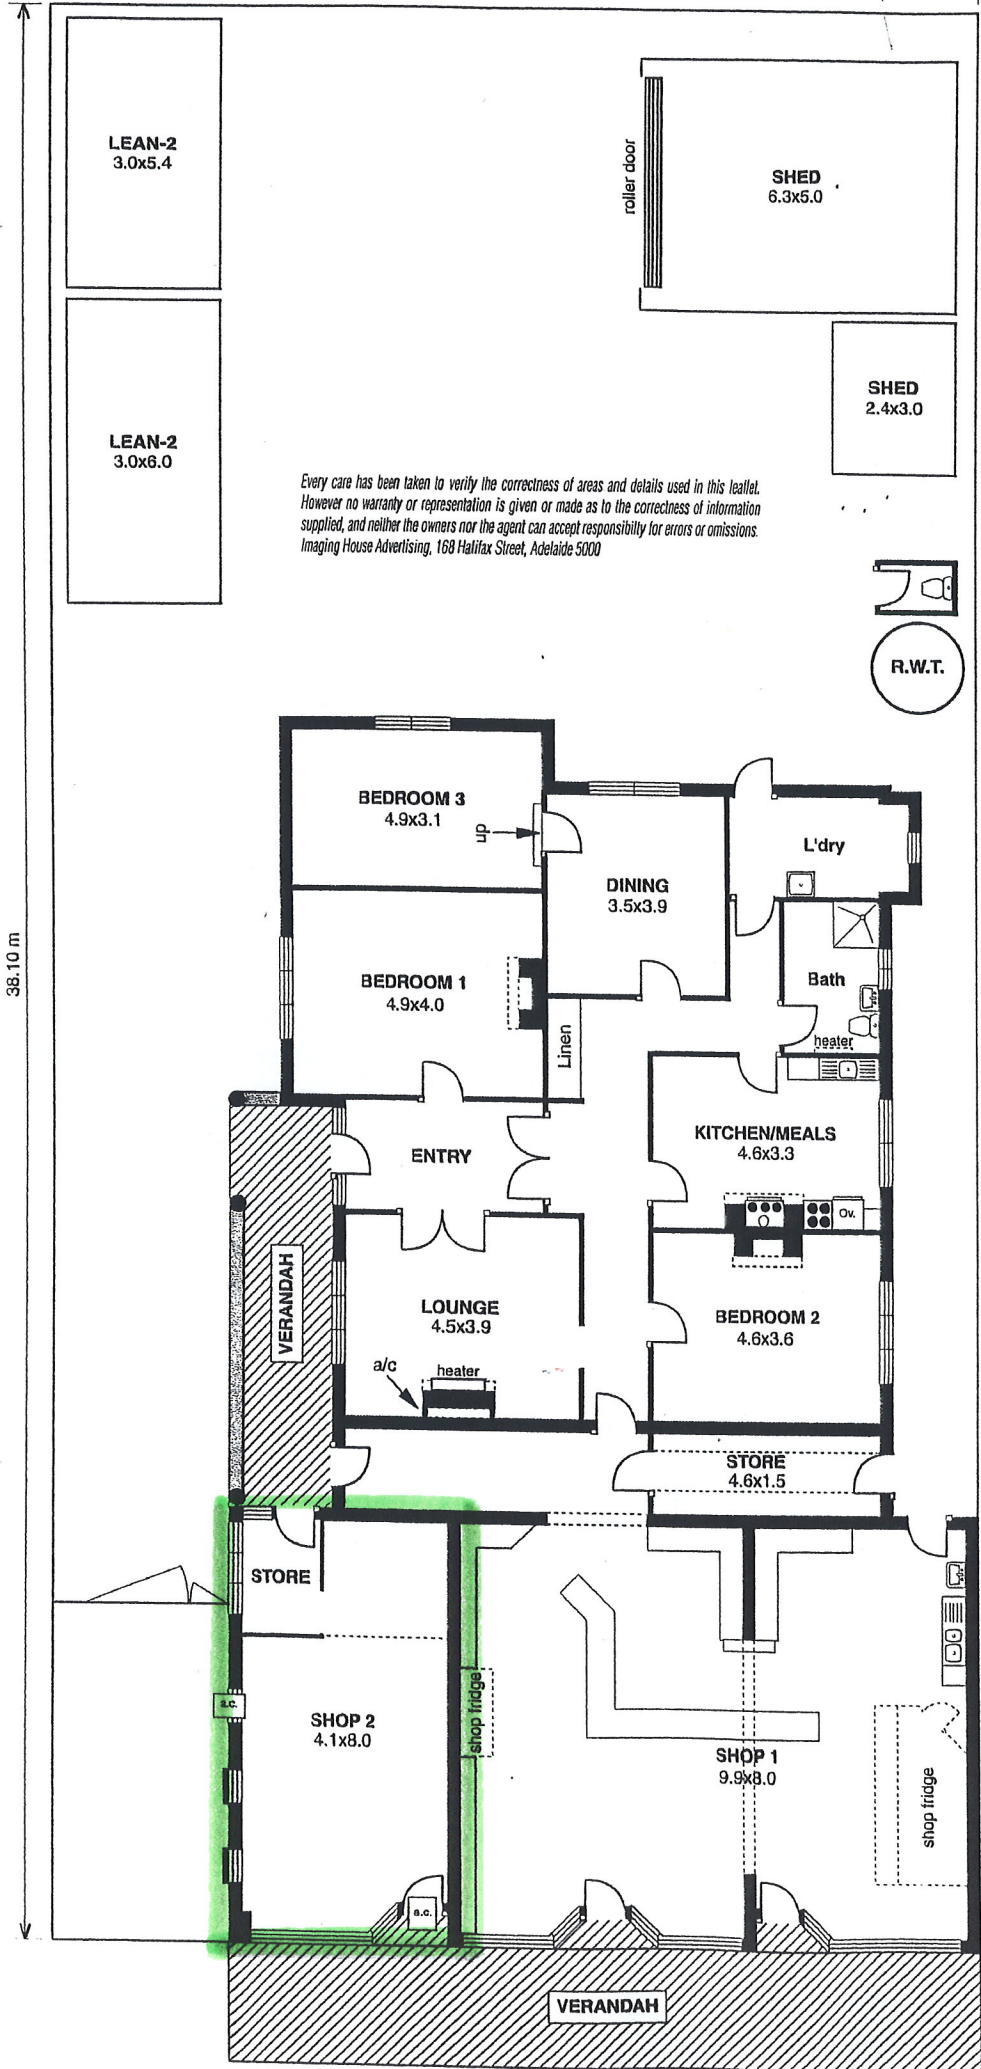 LEAN-2
3.0x5.4
roller door
SHED
6.3x5.0
LEAN-2
3.0x6.0
SHED
2.4x3.0
Every care has been taken to verify the correctness of areas and details used in this leaflet.
However no warranty or representation is given or made as to the correctness of information
supplied, and neither the owners nor the agent can accept responsibilly for errors or omissions.
Imaging House Advertising, 168 Halifax Street, Adelaide 5000
R.W.T.
38.10 m
BEDROOM 3
4.9x3.1
up
DINING
3.5x3.9
L'dry
BEDROOM 1
4.9x4.0
Linen
Bath
heater
ENTRY
KITCHEN/MEALS
4.6x3.3
Ov.
VERANDAH
LOUNGE
4.5x3.9
a/c
heater
BEDROOM 2
4.6x3.6
STORE
4.6x1.5
STORE
a.c.
SHOP 2
4.1x8.0
a.c.
shop fridge
SHOP 1
9.9x8.0
shop fridge
VERANDAH